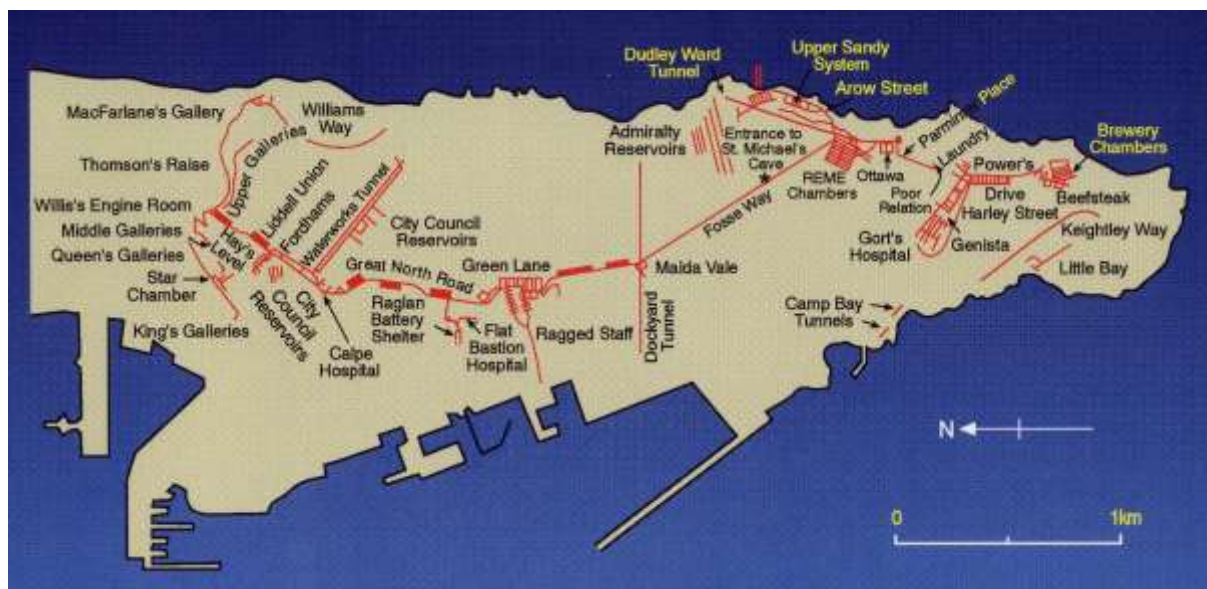 Dudley Ward
Tunnel
Upper Sandy
System
Arow Street
MacFarlane's Gallery
Williams
Way
Parminter Place
Admiralty
Reservoirs
Entrance to
St. Michael's
Cave
Brewery
Chambers
Thomson's Raise
Upper Galleries
Laundry
Power's
Drive
REME
Chambers
Ottawa
Poor
Relation
Harley Street
Beefsteak
Willis's Engine Room
Middle Galleries
Queen's Galleries
Hay's
Level
Liddell Union
Fordhams
Waterworks Tunnel
City Council
Reservoirs
Fosse Way
Gort's
Hospital
Genista
Keightley Way
Little Bay
Star
Chamber
King's Galleries
City
Council
Reservoirs
Great North Road
Green Lane
Maida Vale
Calpe
Hospital
Raglan
Battery
Shelter
Flat
Bastion
Hospital
Ragged Staff
Dockyard
Tunnel
Camp Bay
Tunnels
N
0
1km